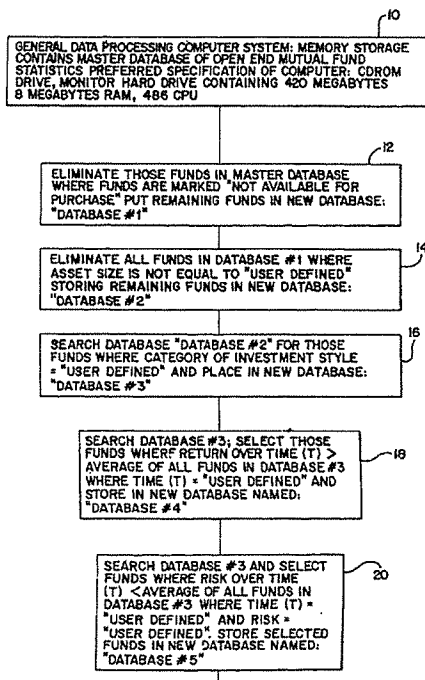 10
GENERAL DATA PROCESSING COMPUTER SYSTEM: MEMORY STORAGE
CONTAINS MASTER DATABASE OF OPEN END MUTUAL FUND
STATISTICS PREFERRED SPECIFICATION OF COMPUTER: CDROM
DRIVE, MONITOR HARD DRIVE CONTAINING 420 MEGABYTES
8 MEGABYTES RAM, 486 CPU
12
ELIMINATE THOSE FUNDS IN MASTER DATABASE
WHERE FUNDS ARE MARKED "NOT AVAILABLE FOR
PURCHASE" PUT REMAINING FUNDS IN NEW DATABASE:
"DATABASE #1"
14
ELIMINATE ALL FUNDS IN DATABASE #1 WHERE
ASSET SIZE IS NOT EQUAL TO "USER DEFINED"
STORING REMAINING FUNDS IN NEW DATABASE:
"DATABASE #2"
16
SEARCH DATABASE "DATABASE #2" FOR THOSE
FUNDS WHERE CATEGORY OF INVESTMENT STYLE
= "USER DEFINED" AND PLACE IN NEW DATABASE:
"DATABASE #3"
18
SEARCH DATABASE #3; SELECT THOSE
FUNDS WHERE RETURN OVER TIME (T) >
AVERAGE OF ALL FUNDS IN DATABASE #3
WHERE TIME (T) = "USER DEFINED" AND
STORE IN NEW DATABASE NAMED:
"DATABASE #4"
20
SEARCH DATABASE #3 AND SELECT
FUNDS WHERE RISK OVER TIME
(T) < AVERAGE OF ALL FUNDS IN
DATABASE #3 WHERE TIME (T) =
"USER DEFINED" AND RISK =
"USER DEFINED". STORE SELECTED
FUNDS IN NEW DATABASE NAMED:
"DATABASE #5"